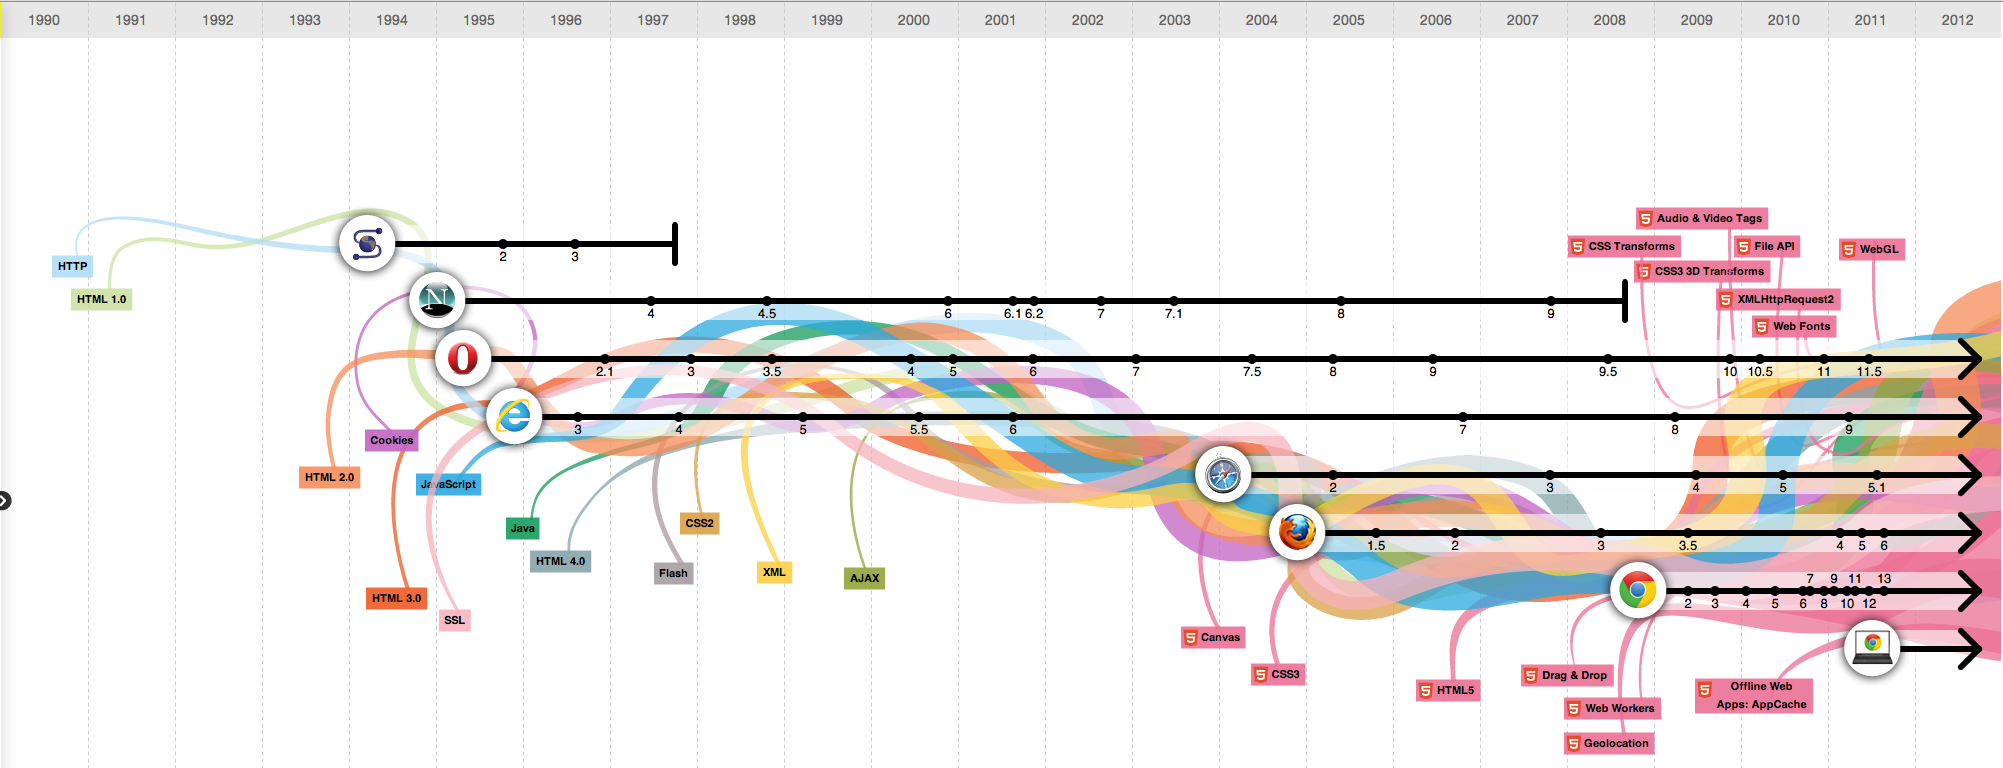 1990 1991 1992 1993 1994 1995 1996 1997 1998 1999 2000 2001 2002 2003 2004 2005 2006 2007 2008 2009 2010 2011 2012
Audio & Video Tags
CSS Transforms
File API
WebGL
HTTP
CSS3 3D Transforms
HTML 1.0
XMLHttpRequest2
Web Fonts
2 3
N
4 4.5 6 6.1 6.2 7 7.1 8 9
2.1 3 3.5 4 5 6 7 7.5 8 9 9.5 10 10.5 11 11.5
3 4 5 5.5 6 7 8 9
Cookies
HTML 2.0
JavaScript
2 3 4 5 5.1
Java
CSS2
1.5 2 3 3.5 4 5 6
HTML 4.0
Flash
XML
AJAX
7 9 11 13
2 3 4 5 6 8 10 12
HTML 3.0
SSL
5 Canvas
5 CSS3
5 HTML5
5 Drag & Drop
5 Offline Web
Apps: AppCache
5 Web Workers
5 Geolocation